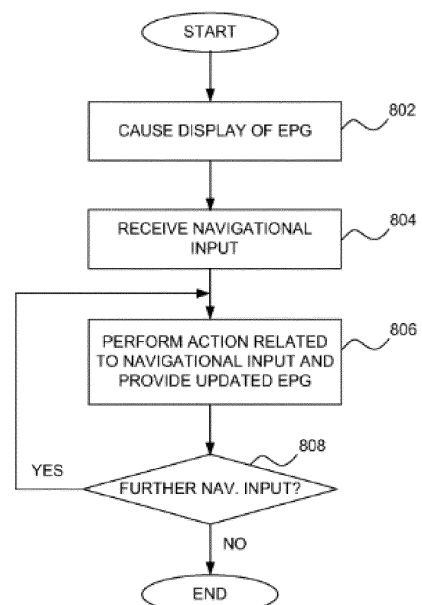 START
CAUSE DISPLAY OF EPG
802
RECEIVE NAVIGATIONAL
INPUT
804
PERFORM ACTION RELATED
TO NAVIGATIONAL INPUT AND
PROVIDE UPDATED EPG
806
808
YES
FURTHER NAV. INPUT?
NO
END